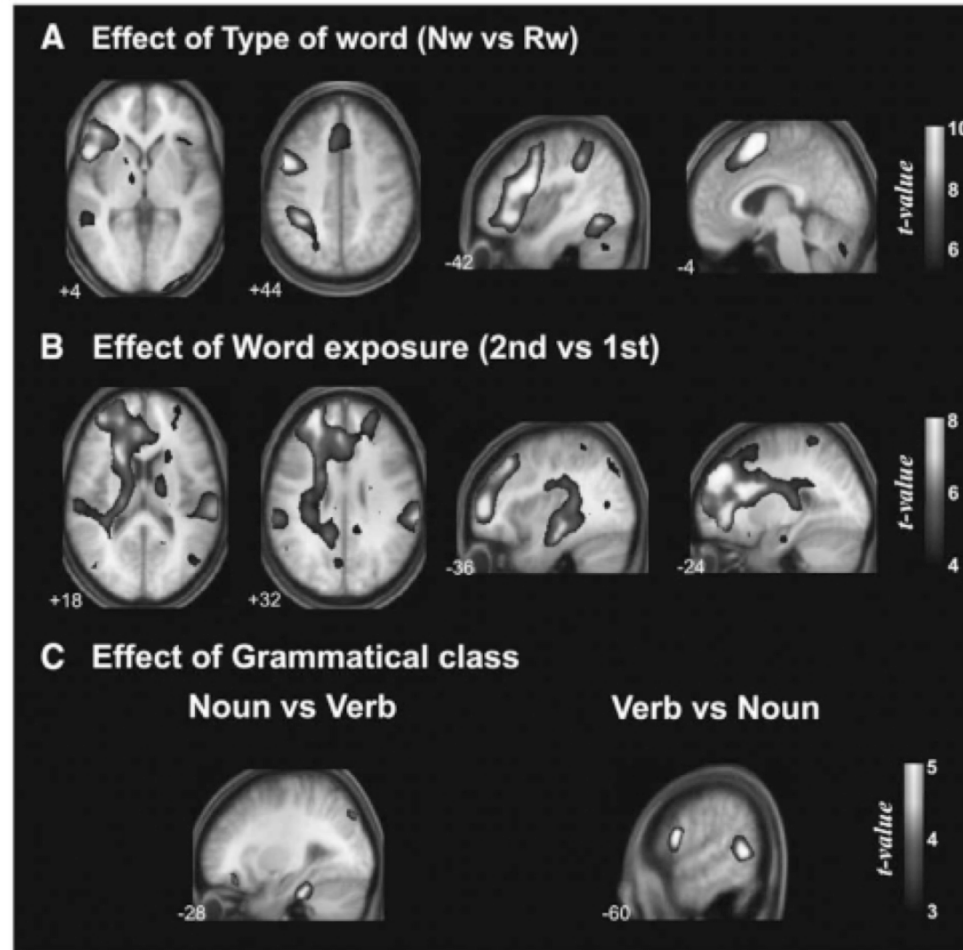 A Effect of Type of word (Nw vs Rw)
10
8
6
t-value
+4
+44
-42
-4
B Effect of Word exposure (2nd vs 1st)
8
6
4
t-value
+18
+32
-36
-24
C Effect of Grammatical class
Noun vs Verb
Verb vs Noun
5
4
3
t-value
-28
-60